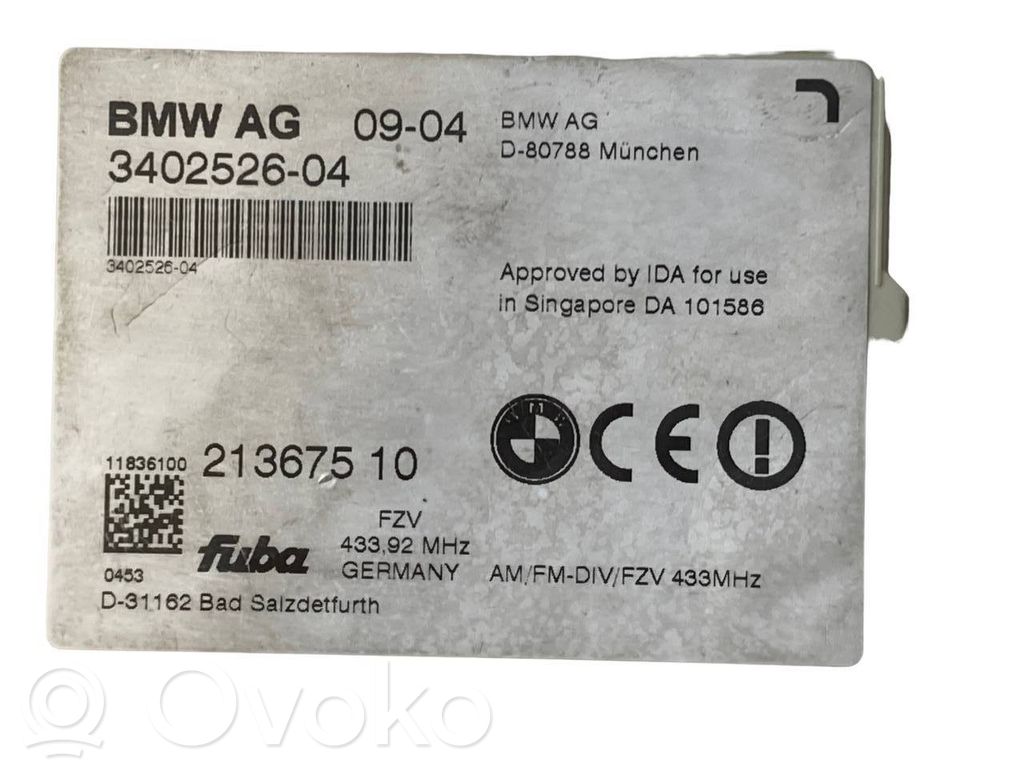 BMW AG 09-04
3402526-04
3402526-04
BMW AG
D-80788 München
Approved by IDA for use
in Singapore DA 101586
BMW
CE
11836100 213675 10
FZV
433,92 MHz
fuba GERMANY
0453
AM/FM-DIV/FZV 433MHz
D-31162 Bad Salzdetfurth
Ovoko